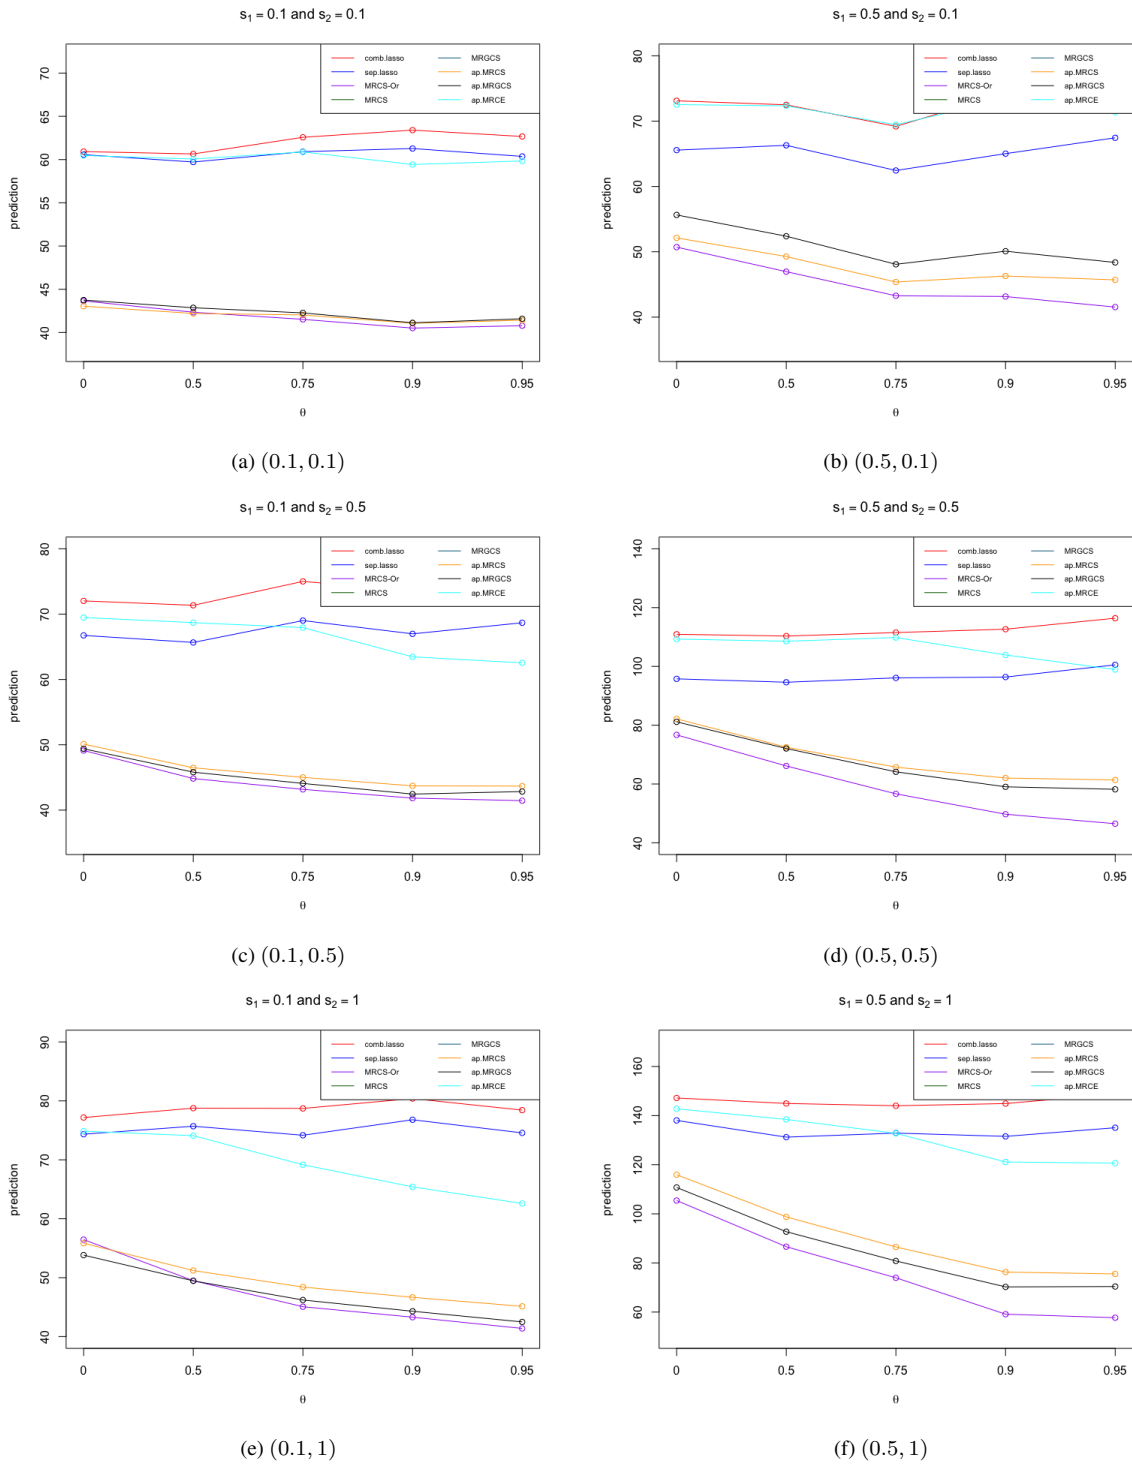 s₁ = 0.1 and s₂ = 0.1
comb.lasso MRGCS
sep.lasso ap.MRCS
MRCS-Or ap.MRGCS
MRCS ap.MRCE
prediction
40 45 50 55 60 65 70
0 0.5 0.75 0.9 0.95
θ
(a) (0.1, 0.1)
s₁ = 0.5 and s₂ = 0.1
comb.lasso MRGCS
sep.lasso ap.MRCS
MRCS-Or ap.MRGCS
MRCS ap.MRCE
prediction
40 50 60 70 80
0 0.5 0.75 0.9 0.95
θ
(b) (0.5, 0.1)
s₁ = 0.1 and s₂ = 0.5
comb.lasso MRGCS
sep.lasso ap.MRCS
MRCS-Or ap.MRGCS
MRCS ap.MRCE
prediction
40 50 60 70 80
0 0.5 0.75 0.9 0.95
θ
(c) (0.1, 0.5)
s₁ = 0.5 and s₂ = 0.5
comb.lasso MRGCS
sep.lasso ap.MRCS
MRCS-Or ap.MRGCS
MRCS ap.MRCE
prediction
40 60 80 100 120 140
0 0.5 0.75 0.9 0.95
θ
(d) (0.5, 0.5)
s₁ = 0.1 and s₂ = 1
comb.lasso MRGCS
sep.lasso ap.MRCS
MRCS-Or ap.MRGCS
MRCS ap.MRCE
prediction
40 50 60 70 80 90
0 0.5 0.75 0.9 0.95
θ
(e) (0.1, 1)
s₁ = 0.5 and s₂ = 1
comb.lasso MRGCS
sep.lasso ap.MRCS
MRCS-Or ap.MRGCS
MRCS ap.MRCE
prediction
60 80 100 120 140 160
0 0.5 0.75 0.9 0.95
θ
(f) (0.5, 1)